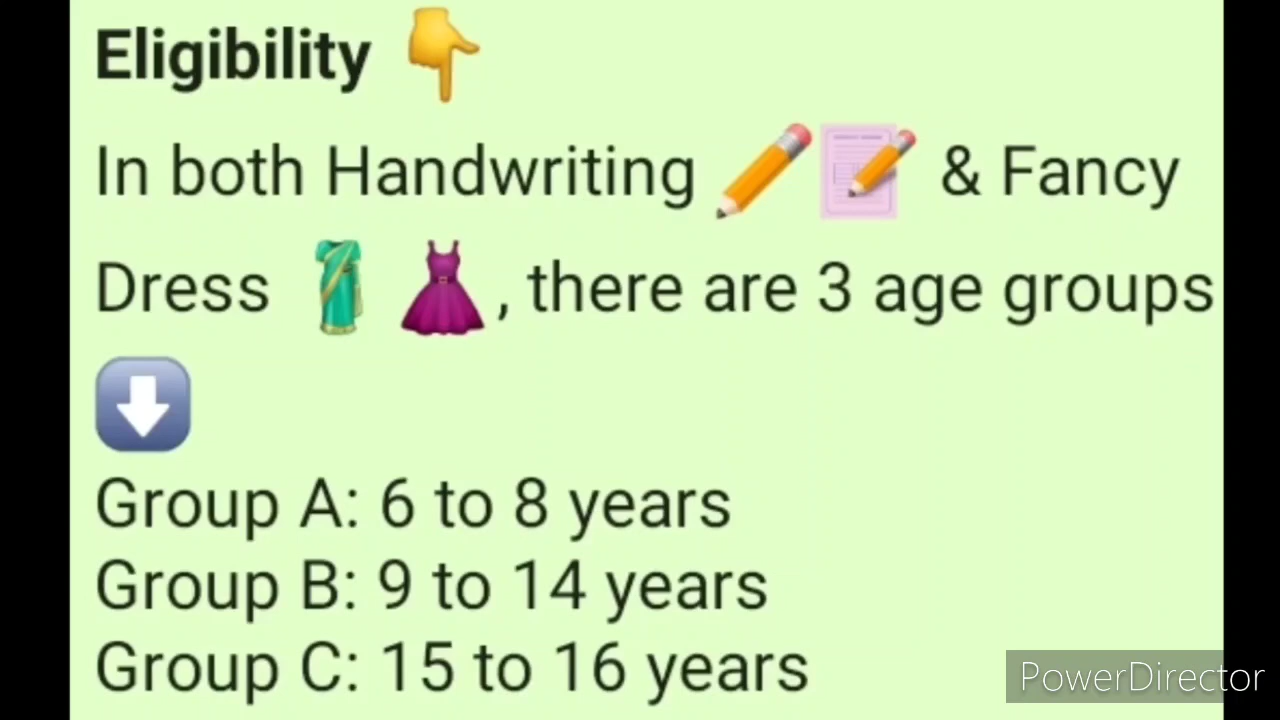 Eligibility 👇
In both Handwriting ✏️📝 & Fancy
Dress 🥻 👗, there are 3 age groups
⬇️
Group A: 6 to 8 years
Group B: 9 to 14 years
Group C: 15 to 16 years
PowerDirector